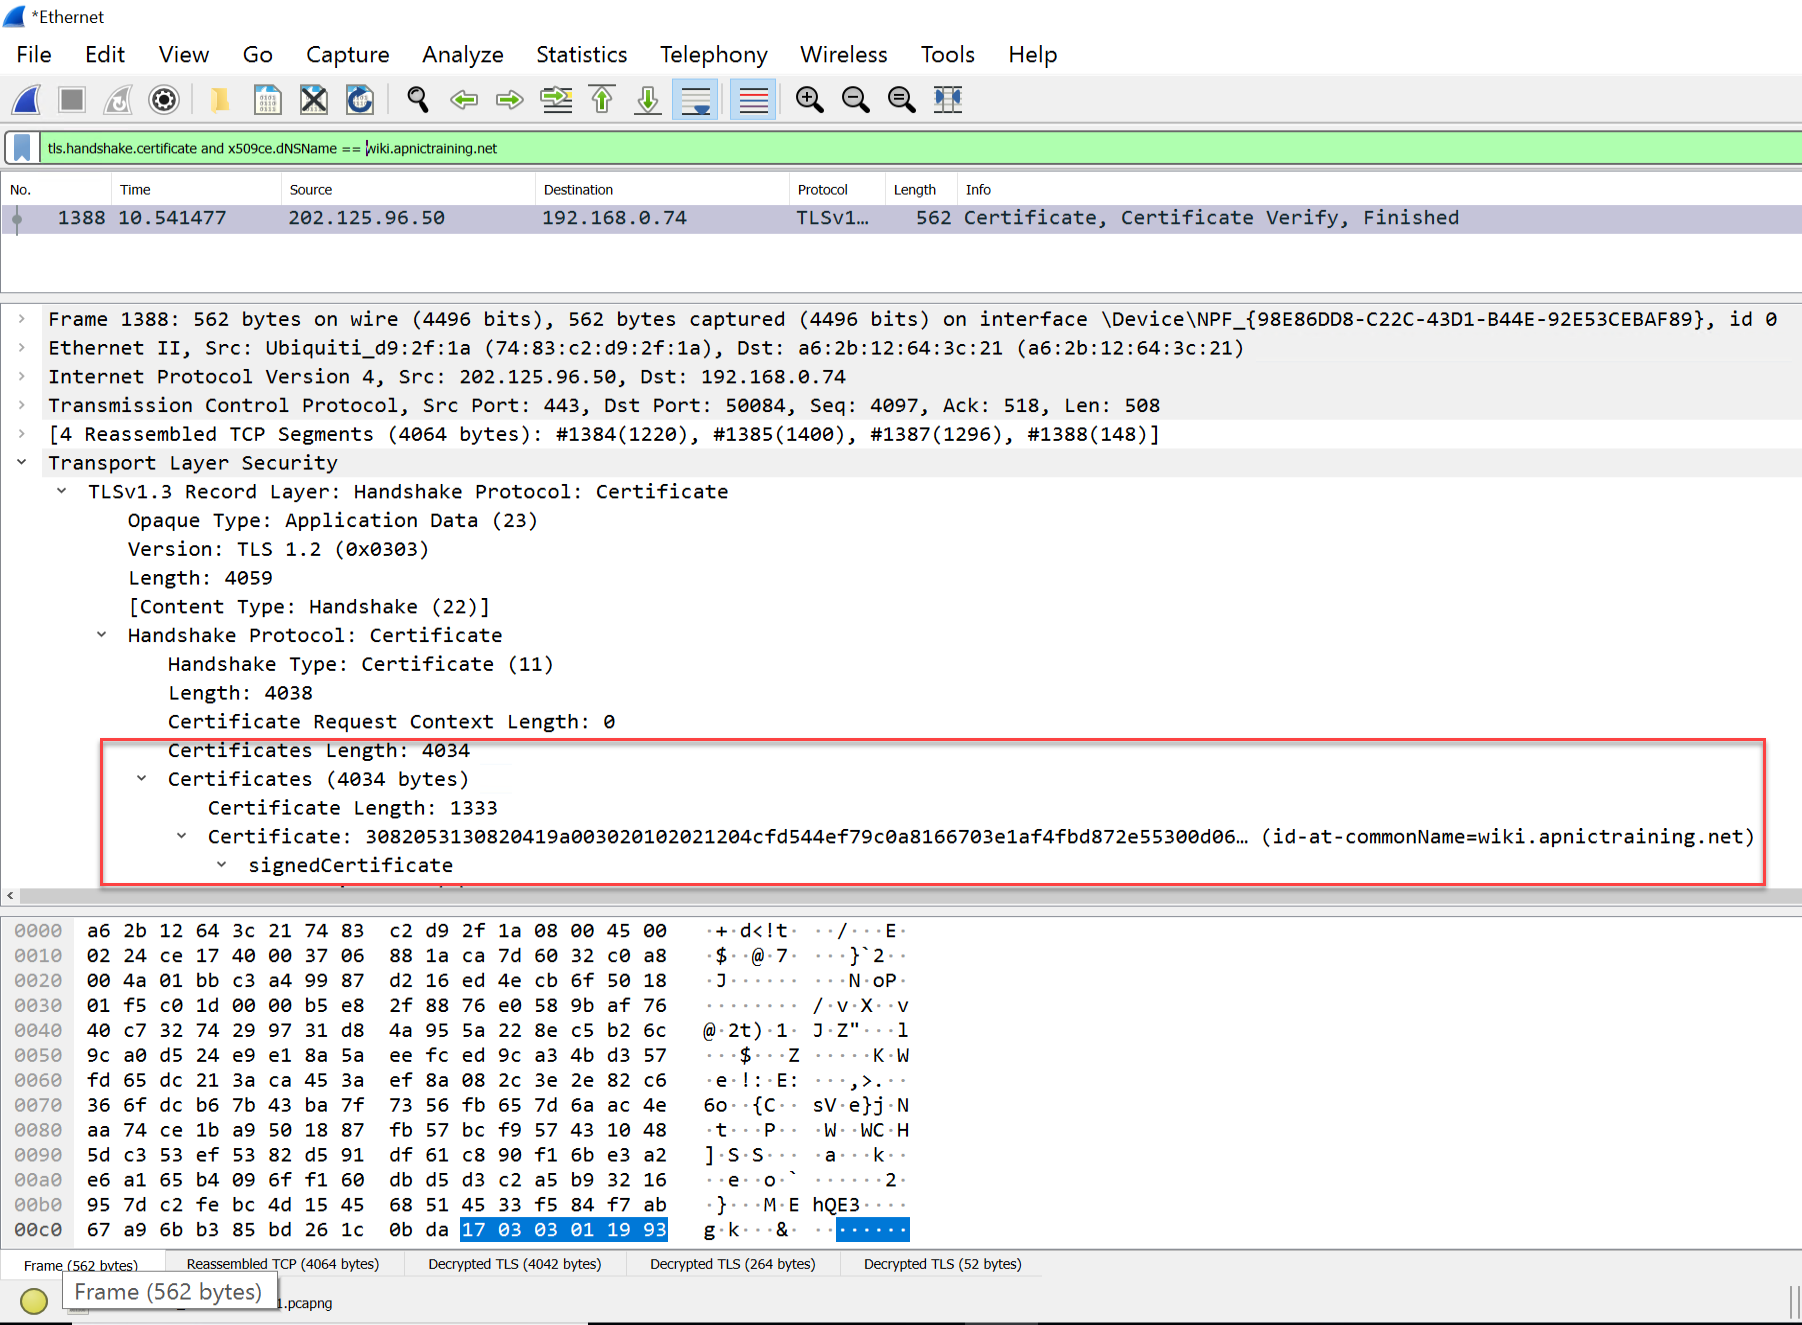 *Ethernet
File Edit View Go Capture Analyze Statistics Telephony Wireless Tools Help
tls.handshake.certificate and x509ce.dNSName == wiki.apnictraining.net
No. Time Source Destination Protocol Length Info
1388 10.541477 202.125.96.50 192.168.0.74 TLSv1… 562 Certificate, Certificate Verify, Finished
Frame 1388: 562 bytes on wire (4496 bits), 562 bytes captured (4496 bits) on interface \Device\NPF_{98E86DD8-C22C-43D1-B44E-92E53CEBAF89}, id 0
Ethernet II, Src: Ubiquiti_d9:2f:1a (74:83:c2:d9:2f:1a), Dst: a6:2b:12:64:3c:21 (a6:2b:12:64:3c:21)
Internet Protocol Version 4, Src: 202.125.96.50, Dst: 192.168.0.74
Transmission Control Protocol, Src Port: 443, Dst Port: 50084, Seq: 4097, Ack: 518, Len: 508
[4 Reassembled TCP Segments (4064 bytes): #1384(1220), #1385(1400), #1387(1296), #1388(148)]
Transport Layer Security
TLSv1.3 Record Layer: Handshake Protocol: Certificate
Opaque Type: Application Data (23)
Version: TLS 1.2 (0x0303)
Length: 4059
[Content Type: Handshake (22)]
Handshake Protocol: Certificate
Handshake Type: Certificate (11)
Length: 4038
Certificate Request Context Length: 0
Certificates Length: 4034
Certificates (4034 bytes)
Certificate Length: 1333
Certificate: 3082053130820419a003020102021204cfd544ef79c0a8166703e1af4fbd872e55300d06… (id-at-commonName=wiki.apnictraining.net)
signedCertificate
0000 a6 2b 12 64 3c 21 74 83 c2 d9 2f 1a 08 00 45 00 ·+·d<!t· ··/···E·
0010 02 24 ce 17 40 00 37 06 88 1a ca 7d 60 32 c0 a8 ·$··@·7· ···}`2··
0020 00 4a 01 bb c3 a4 99 87 d2 16 ed 4e cb 6f 50 18 ·J······ ···N·oP·
0030 01 f5 c0 1d 00 00 b5 e8 2f 88 76 e0 58 9b af 76 ········ /·v·X··v
0040 40 c7 32 74 29 97 31 d8 4a 95 5a 22 8e c5 b2 6c @·2t)·1· J·Z"···l
0050 9c a0 d5 24 e9 e1 8a 5a ee fc ed 9c a3 4b d3 57 ···$···Z ·····K·W
0060 fd 65 dc 21 3a ca 45 3a ef 8a 08 2c 3e 2e 82 c6 ·e·!:·E: ···,>.··
0070 36 6f dc b6 7b 43 ba 7f 73 56 fb 65 7d 6a ac 4e 6o··{C·· sV·e}j·N
0080 aa 74 ce 1b a9 50 18 87 fb 57 bc f9 57 43 10 48 ·t···P·· ·W··WC·H
0090 5d c3 53 ef 53 82 d5 91 df 61 c8 90 f1 6b e3 a2 ]·S·S··· ·a···k··
00a0 e6 a1 65 b4 09 6f f1 60 db d5 d3 c2 a5 b9 32 16 ··e··o·` ······2·
00b0 95 7d c2 fe bc 4d 15 45 68 51 45 33 f5 84 f7 ab ·}···M·E hQE3····
00c0 67 a9 6b b3 85 bd 26 1c 0b da 17 03 03 01 19 93 g·k···&· ········
Frame (562 bytes) Reassembled TCP (4064 bytes) Decrypted TLS (4042 bytes) Decrypted TLS (264 bytes) Decrypted TLS (52 bytes)
Frame (562 bytes)
1.pcapng